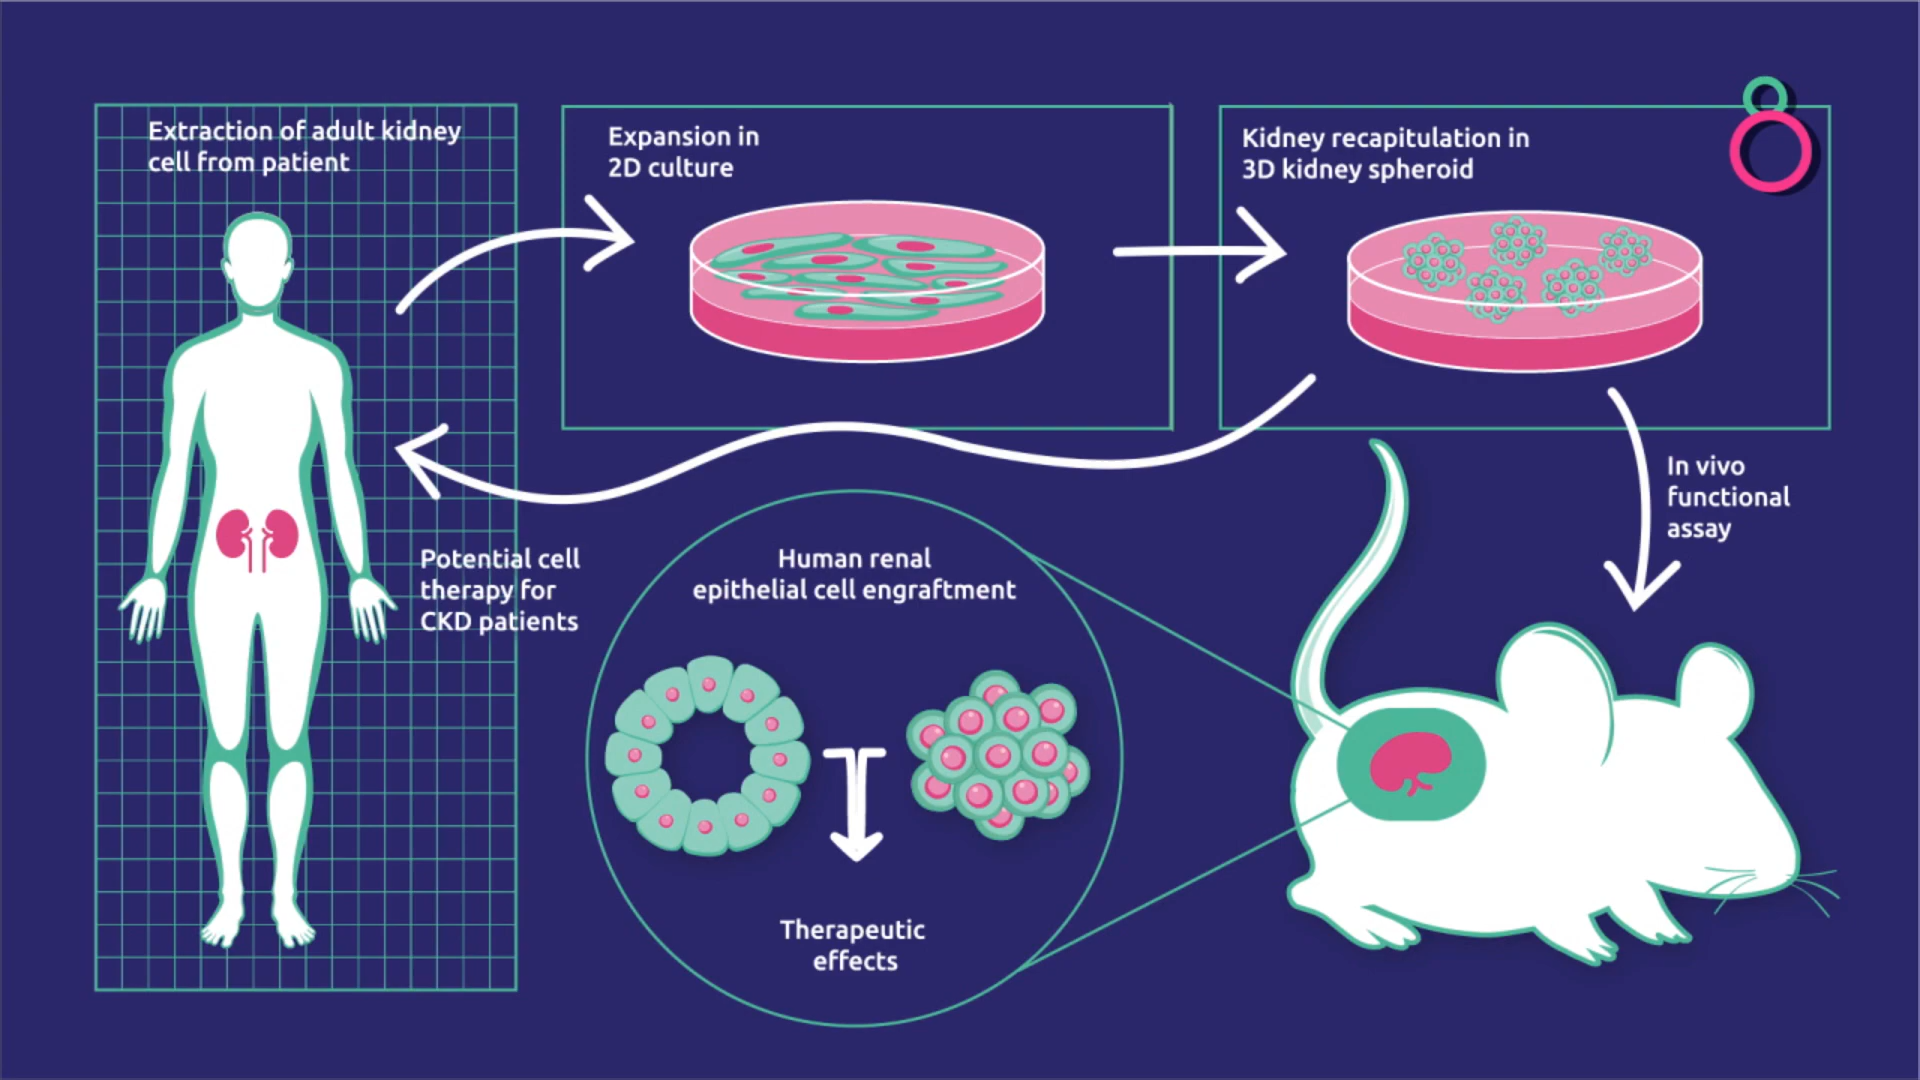 Extraction of adult kidney
cell from patient
Expansion in
2D culture
Kidney recapitulation in
3D kidney spheroid
In vivo
functional
assay
Potential cell
therapy for
CKD patients
Human renal
epithelial cell engraftment
Therapeutic
effects